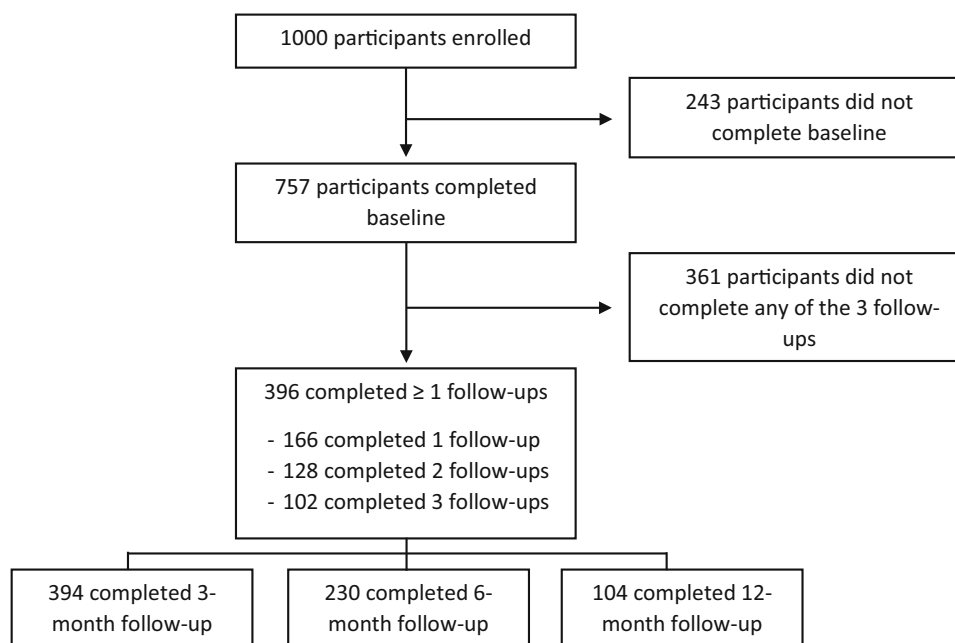 1000 participants enrolled
243 participants did not
complete baseline
757 participants completed
baseline
361 participants did not
complete any of the 3 follow-
ups
396 completed ≥ 1 follow-ups
- 166 completed 1 follow-up
- 128 completed 2 follow-ups
- 102 completed 3 follow-ups
394 completed 3-
month follow-up
230 completed 6-
month follow-up
104 completed 12-
month follow-up